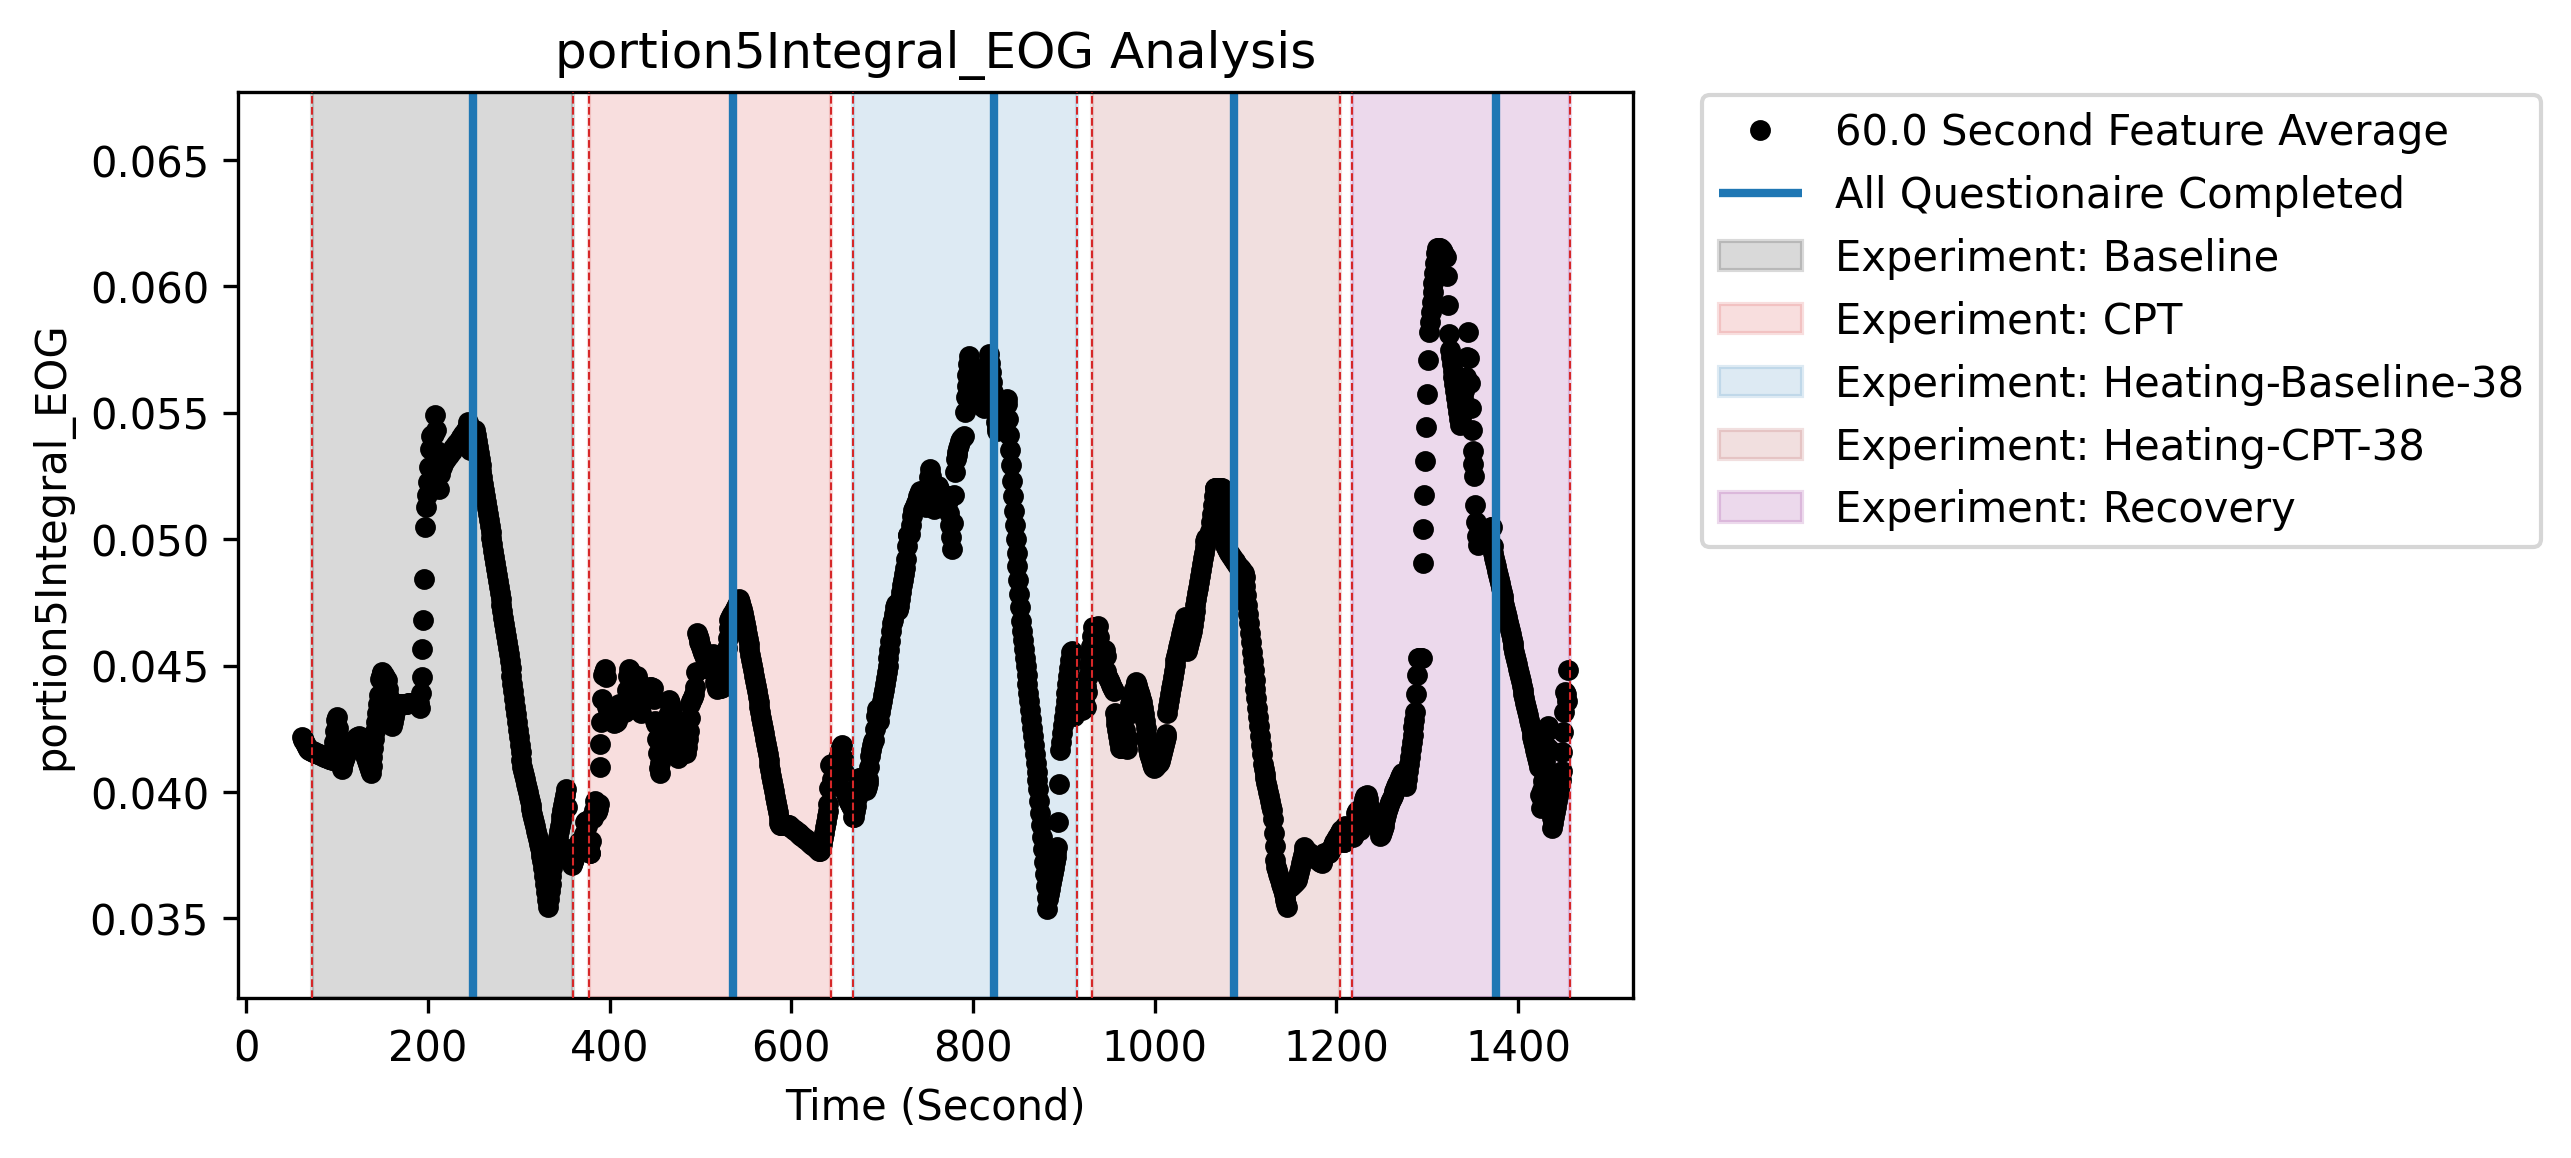 portion5Integral_EOG Analysis
portion5Integral_EOG
0.065
0.060
0.055
0.050
0.045
0.040
0.035
0
200
400
600
800
1000
1200
1400
Time (Second)
60.0 Second Feature Average
All Questionaire Completed
Experiment: Baseline
Experiment: CPT
Experiment: Heating-Baseline-38
Experiment: Heating-CPT-38
Experiment: Recovery